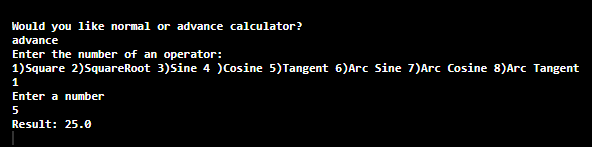 Would you like normal or advance calculator?
advance
Enter the number of an operator:
1)Square 2)SquareRoot 3)Sine 4 )Cosine 5)Tangent 6)Arc Sine 7)Arc Cosine 8)Arc Tangent
1
Enter a number
5
Result: 25.0